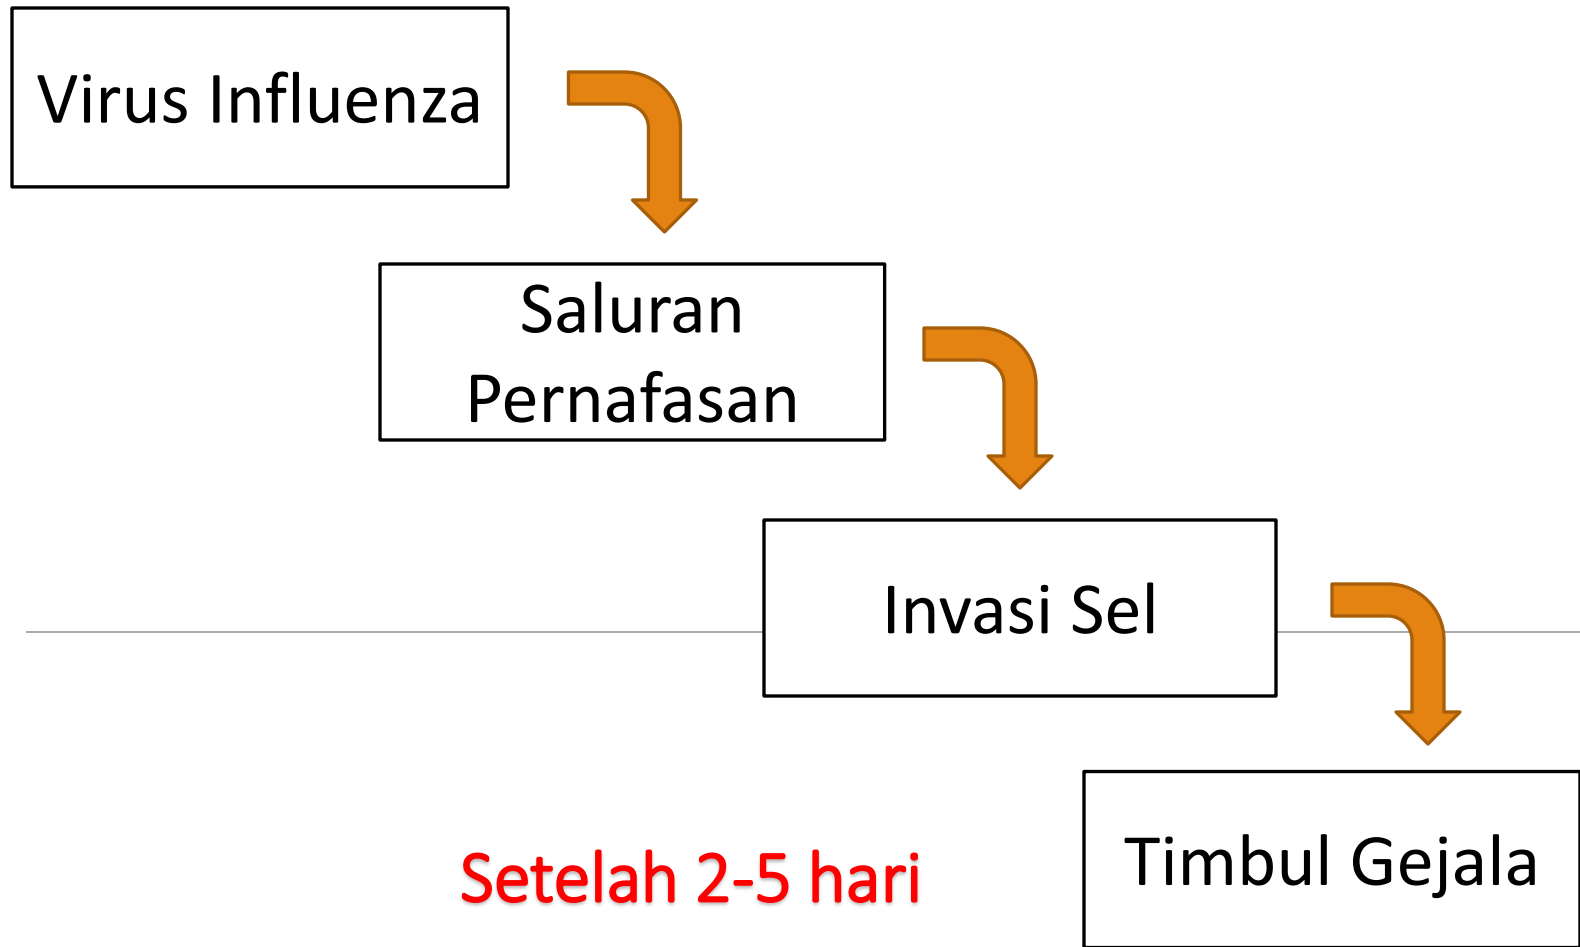 Virus Influenza
Saluran
Pernafasan
Invasi Sel
Timbul Gejala
Setelah 2-5 hari